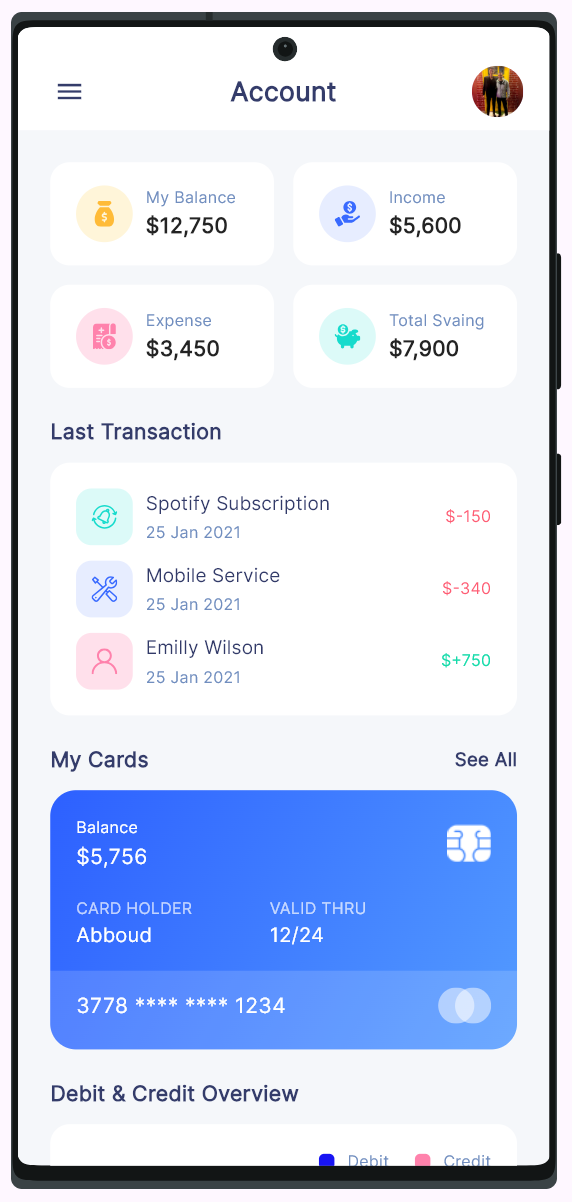 Account
My Balance
$12,750
Income
$5,600
Expense
$3,450
Total Svaing
$7,900
Last Transaction
Spotify Subscription
25 Jan 2021
$-150
Mobile Service
25 Jan 2021
$-340
Emilly Wilson
25 Jan 2021
$+750
My Cards
See All
Balance
$5,756
CARD HOLDER
Abboud
VALID THRU
12/24
3778 **** **** 1234
Debit & Credit Overview
Debit
Credit